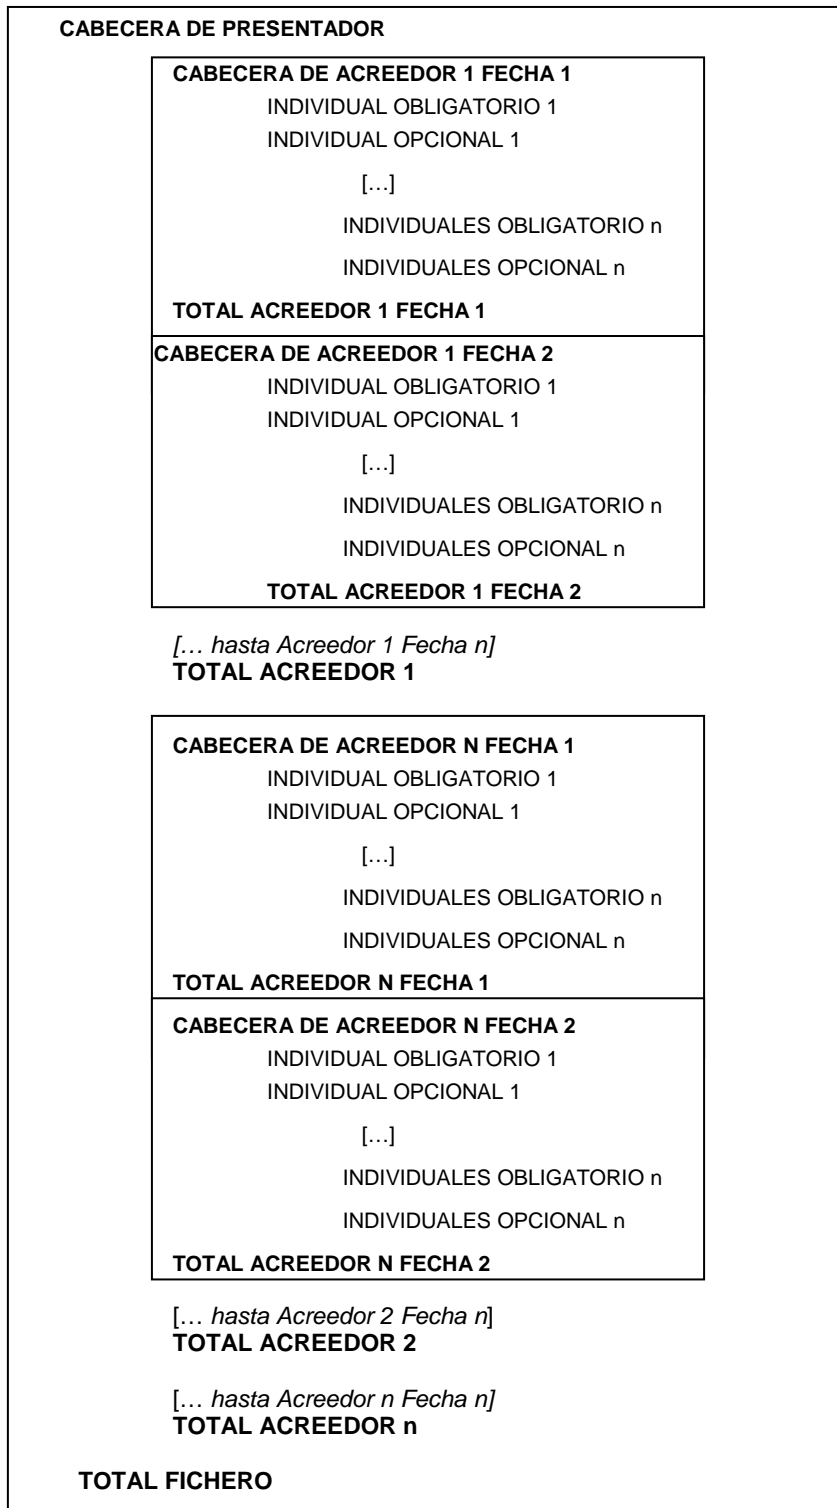 CABECERA DE PRESENTADOR
CABECERA DE ACREEDOR 1 FECHA 1
INDIVIDUAL OBLIGATORIO 1
INDIVIDUAL OPCIONAL 1
[…]
INDIVIDUALES OBLIGATORIO n
INDIVIDUALES OPCIONAL n
TOTAL ACREEDOR 1 FECHA 1
CABECERA DE ACREEDOR 1 FECHA 2
INDIVIDUAL OBLIGATORIO 1
INDIVIDUAL OPCIONAL 1
[…]
INDIVIDUALES OBLIGATORIO n
INDIVIDUALES OPCIONAL n
TOTAL ACREEDOR 1 FECHA 2
[… hasta Acreedor 1 Fecha n]
TOTAL ACREEDOR 1
CABECERA DE ACREEDOR N FECHA 1
INDIVIDUAL OBLIGATORIO 1
INDIVIDUAL OPCIONAL 1
[…]
INDIVIDUALES OBLIGATORIO n
INDIVIDUALES OPCIONAL n
TOTAL ACREEDOR N FECHA 1
CABECERA DE ACREEDOR N FECHA 2
INDIVIDUAL OBLIGATORIO 1
INDIVIDUAL OPCIONAL 1
[…]
INDIVIDUALES OBLIGATORIO n
INDIVIDUALES OPCIONAL n
TOTAL ACREEDOR N FECHA 2
[… hasta Acreedor 2 Fecha n]
TOTAL ACREEDOR 2
[… hasta Acreedor n Fecha n]
TOTAL ACREEDOR n
TOTAL FICHERO